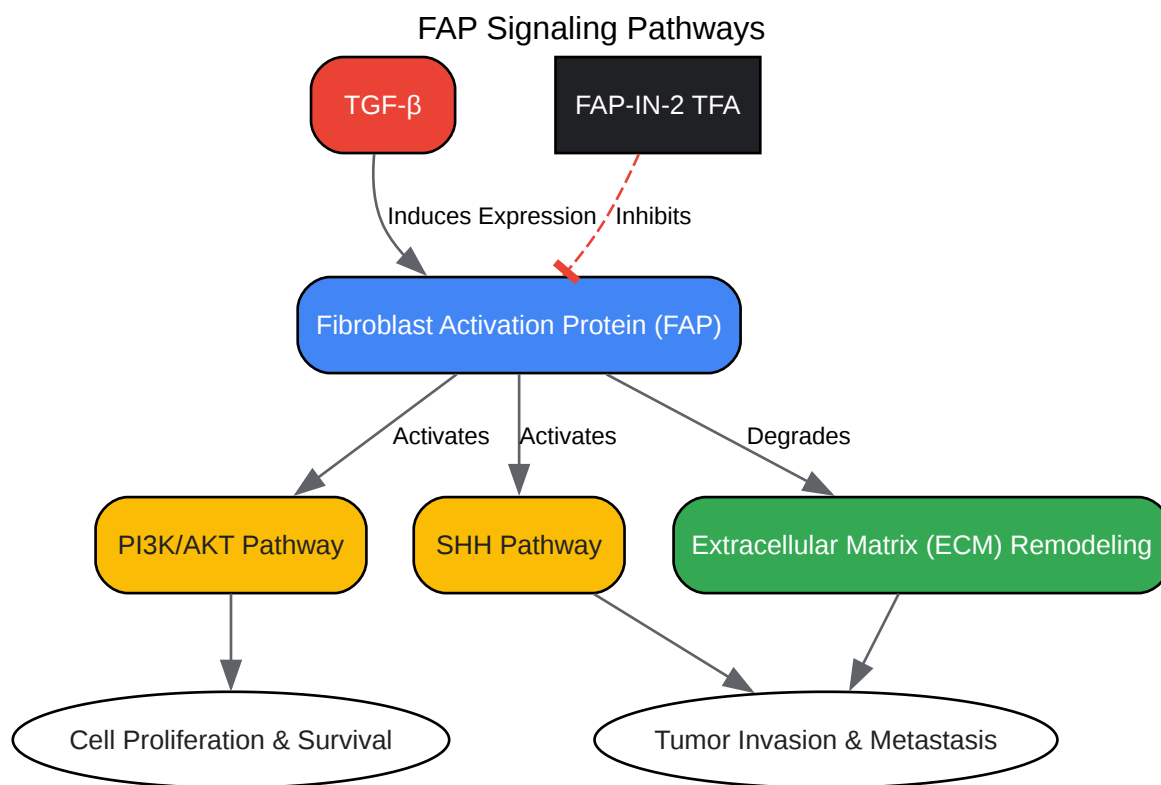 FAP Signaling Pathways
TGF-β
FAP-IN-2 TFA
Induces Expression
Inhibits
Fibroblast Activation Protein (FAP)
Activates
Activates
Degrades
PI3K/AKT Pathway
SHH Pathway
Extracellular Matrix (ECM) Remodeling
Cell Proliferation & Survival
Tumor Invasion & Metastasis